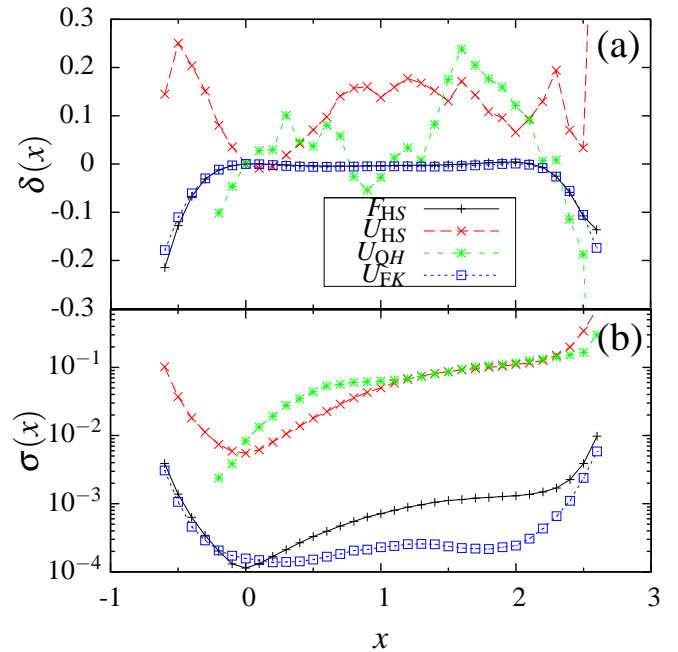 (a)
0.3
0.2
0.1
0
-0.1
-0.2
-0.3
δ(x)
F_HS
U_HS
U_QH
U_FK
(b)
10^-1
10^-2
10^-3
10^-4
σ(x)
-1 0 1 2 3
x